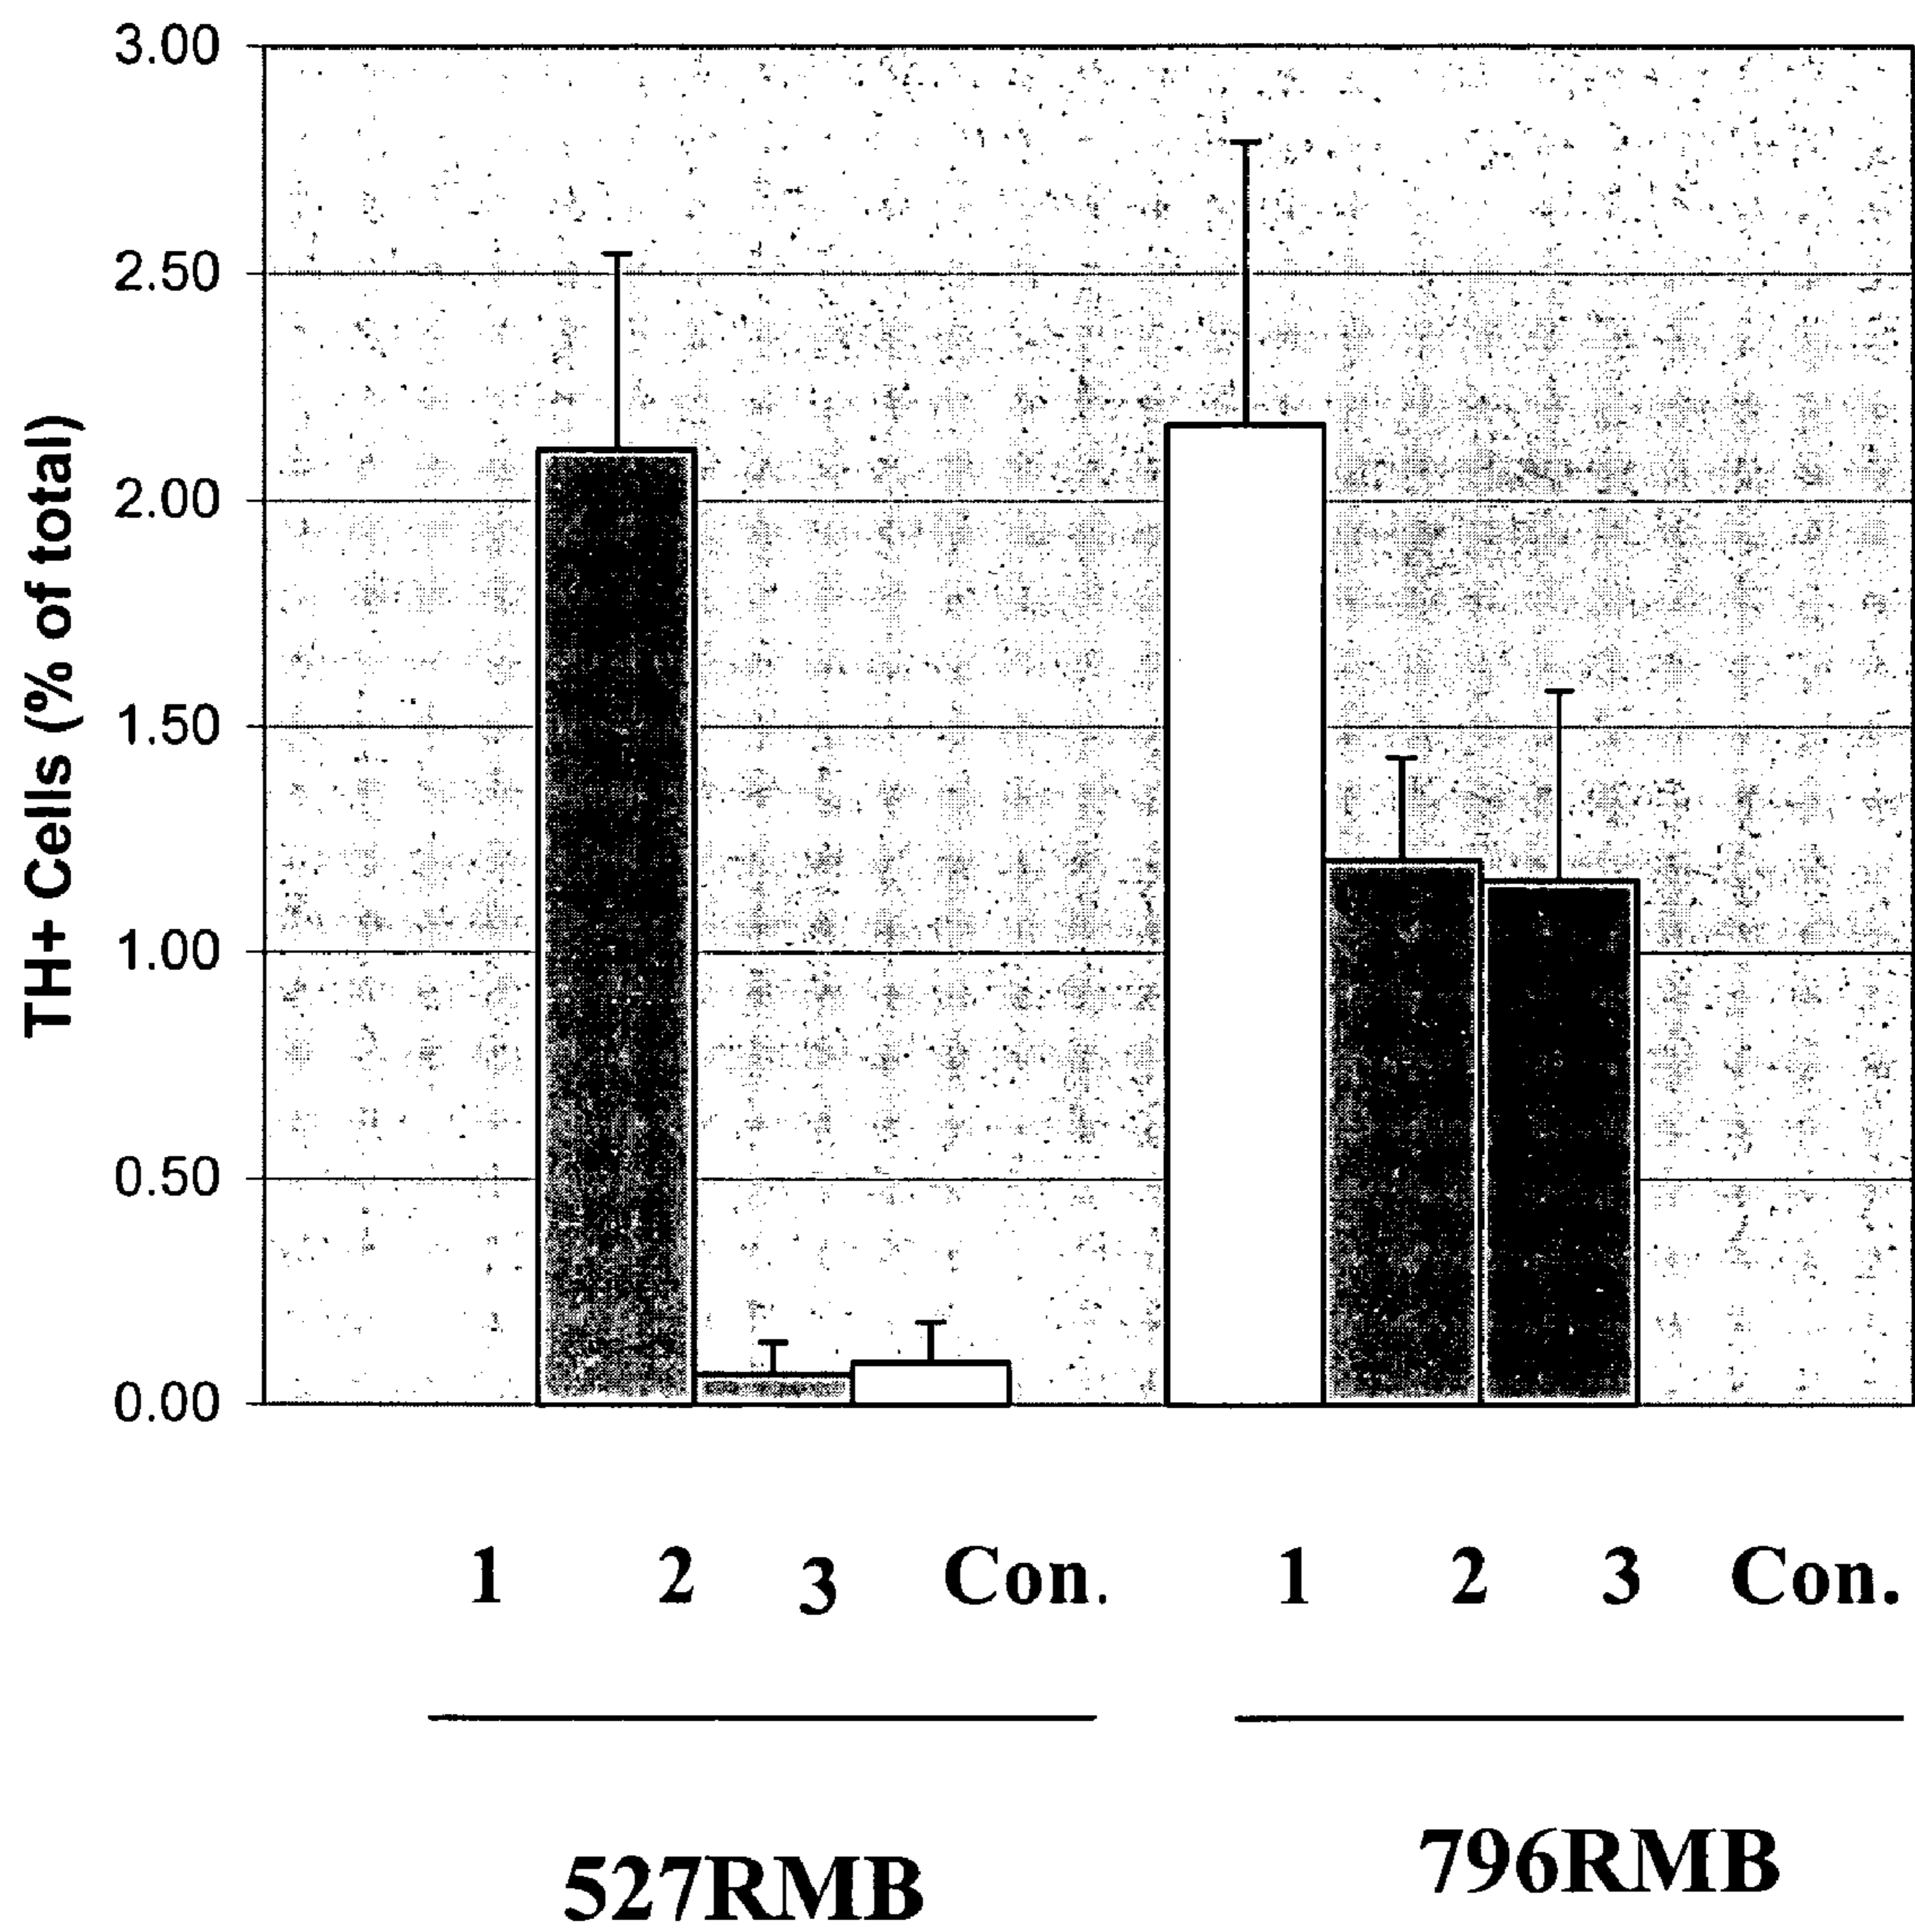 3.00
2.50
2.00
1.50
1.00
0.50
0.00
TH+ Cells (% of total)
1 2 3 Con. 1 2 3 Con.
527RMB 796RMB